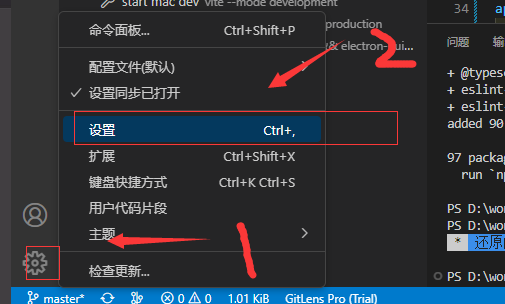 start mac dev vite --mode development
34 ap
命令面板... Ctrl+Shift+P
production
问题 输
配置文件(默认)
2
设置同步已打开
+ @typesc
+ eslint
+ eslint
added 90
设置 Ctrl+,
扩展 Ctrl+Shift+X
97 packag
键盘快捷方式 Ctrl+K Ctrl+S
run `np
用户代码片段
PS D:\wor
PS D:\wor
主题
1
* 还原
检查更新...
PS D:\wor
master* 0 0 1.01 KiB GitLens Pro (Trial)